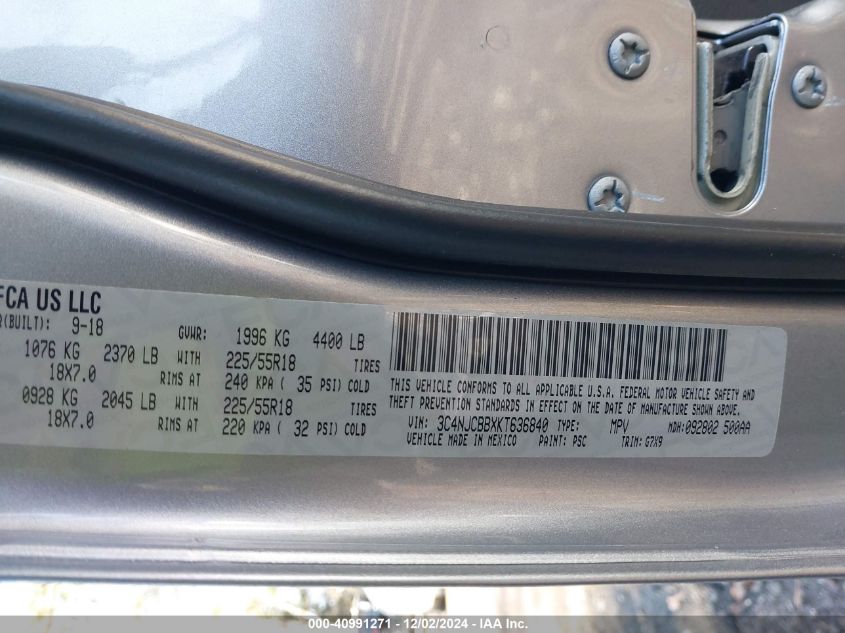 FCA US LLC
R(BUILT): 9-18 GVWR: 1996 KG 4400 LB
1076 KG 2370 LB WITH 225/55R18 TIRES
18X7.0 RIMS AT 240 KPA ( 35 PSI) COLD
0928 KG 2045 LB WITH 225/55R18 TIRES
18X7.0 RIMS AT 220 KPA ( 32 PSI) COLD
THIS VEHICLE CONFORMS TO ALL APPLICABLE U.S.A. FEDERAL MOTOR VEHICLE SAFETY AND
THEFT PREVENTION STANDARDS IN EFFECT ON THE DATE OF MANUFACTURE SHOWN ABOVE.
VIN: 3C4NJCBBXKT636840 TYPE: MPV MDH:092802 500AA
VEHICLE MADE IN MEXICO PAINT: PSC TRIM: G7X9
000-40991271 - 12/02/2024 - IAAI.COM